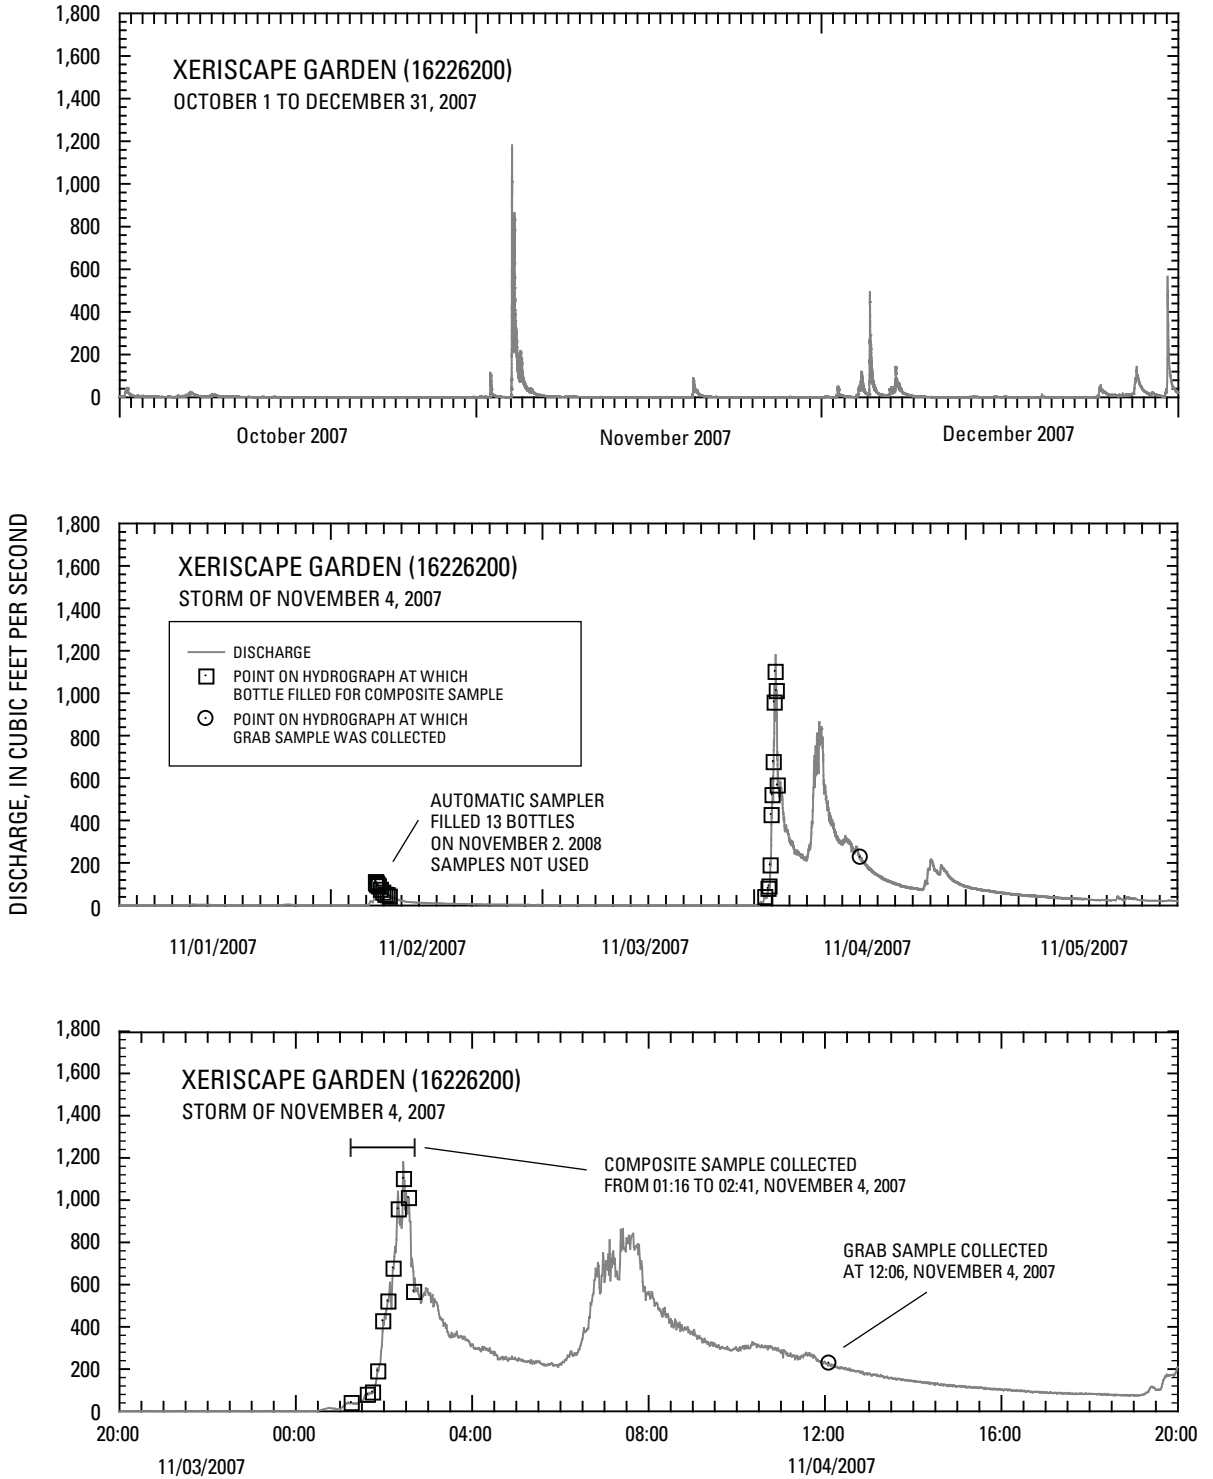 1,800
1,600
1,400
1,200
1,000
800
600
400
200
0
XERISCAPE GARDEN (16226200)
OCTOBER 1 TO DECEMBER 31, 2007
October 2007
November 2007
December 2007
DISCHARGE, IN CUBIC FEET PER SECOND
1,800
1,600
1,400
1,200
1,000
800
600
400
200
0
XERISCAPE GARDEN (16226200)
STORM OF NOVEMBER 4, 2007
DISCHARGE
POINT ON HYDROGRAPH AT WHICH
BOTTLE FILLED FOR COMPOSITE SAMPLE
POINT ON HYDROGRAPH AT WHICH
GRAB SAMPLE WAS COLLECTED
AUTOMATIC SAMPLER
FILLED 13 BOTTLES
ON NOVEMBER 2. 2008
SAMPLES NOT USED
11/01/2007
11/02/2007
11/03/2007
11/04/2007
11/05/2007
1,800
1,600
1,400
1,200
1,000
800
600
400
200
0
XERISCAPE GARDEN (16226200)
STORM OF NOVEMBER 4, 2007
COMPOSITE SAMPLE COLLECTED
FROM 01:16 TO 02:41, NOVEMBER 4, 2007
GRAB SAMPLE COLLECTED
AT 12:06, NOVEMBER 4, 2007
20:00
00:00
04:00
08:00
12:00
16:00
20:00
11/03/2007
11/04/2007